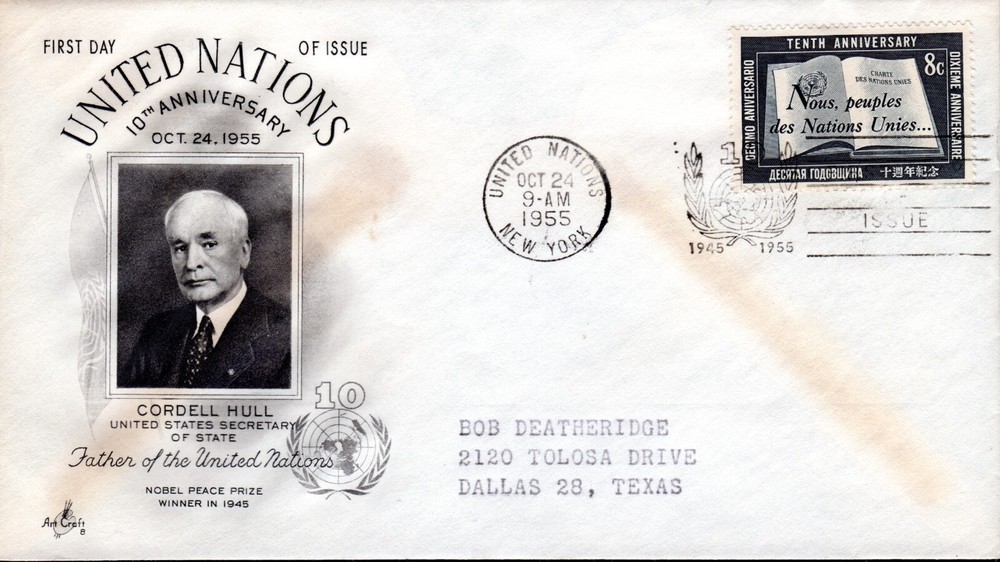 FIRST DAY OF ISSUE
UNITED NATIONS
10TH ANNIVERSARY
OCT. 24, 1955
CORDELL HULL
UNITED STATES SECRETARY
OF STATE
Father of the United Nations
NOBEL PEACE PRIZE
WINNER IN 1945
10
Art Craft
8
UNITED NATIONS
OCT 24
9-AM
1955
NEW YORK
10
1945 1955
ISSUE
TENTH ANNIVERSARY
8c
DECIMO ANIVERSARIO
DIXIEME ANNIVERSAIRE
CHARTE
DES NATIONS UNIES
Nous, peuples
des Nations Unies...
ДЕСЯТАЯ ГОДОВЩИНА 十週年紀念
BOB DEATHERIDGE
2120 TOLOSA DRIVE
DALLAS 28, TEXAS